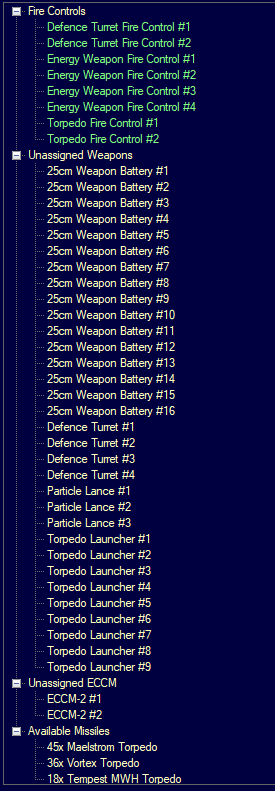 Fire Controls
Defence Turret Fire Control #1
Defence Turret Fire Control #2
Energy Weapon Fire Control #1
Energy Weapon Fire Control #2
Energy Weapon Fire Control #3
Energy Weapon Fire Control #4
Torpedo Fire Control #1
Torpedo Fire Control #2
Unassigned Weapons
25cm Weapon Battery #1
25cm Weapon Battery #2
25cm Weapon Battery #3
25cm Weapon Battery #4
25cm Weapon Battery #5
25cm Weapon Battery #6
25cm Weapon Battery #7
25cm Weapon Battery #8
25cm Weapon Battery #9
25cm Weapon Battery #10
25cm Weapon Battery #11
25cm Weapon Battery #12
25cm Weapon Battery #13
25cm Weapon Battery #14
25cm Weapon Battery #15
25cm Weapon Battery #16
Defence Turret #1
Defence Turret #2
Defence Turret #3
Defence Turret #4
Particle Lance #1
Particle Lance #2
Particle Lance #3
Torpedo Launcher #1
Torpedo Launcher #2
Torpedo Launcher #3
Torpedo Launcher #4
Torpedo Launcher #5
Torpedo Launcher #6
Torpedo Launcher #7
Torpedo Launcher #8
Torpedo Launcher #9
Unassigned ECCM
ECCM-2 #1
ECCM-2 #2
Available Missiles
45x Maelstrom Torpedo
36x Vortex Torpedo
18x Tempest MWH Torpedo